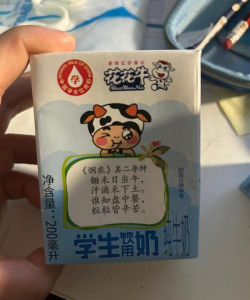 花花牛
HuaHuaNiu
学
《悯农》其二李绅
锄禾日当午，
汗滴禾下土。
谁知盘中餐，
粒粒皆辛苦。
净含量：200毫升
学生饮用奶